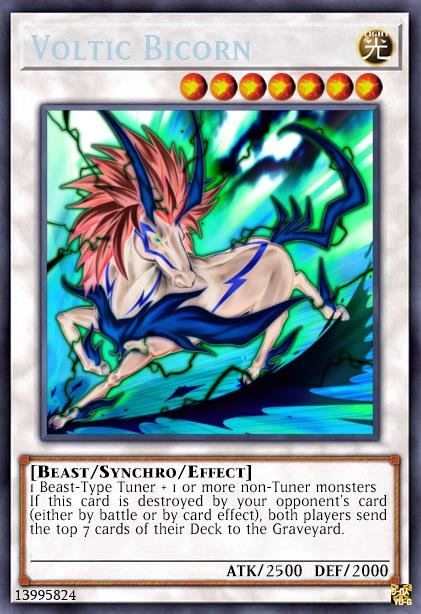 Voltic Bicorn
LIGHT
光
[Beast/Synchro/Effect]
1 Beast-Type Tuner + 1 or more non-Tuner monsters
If this card is destroyed by your opponent's card
(either by battle or by card effect), both players send
the top 7 cards of their Deck to the Graveyard.
ATK/2500 DEF/2000
13995824